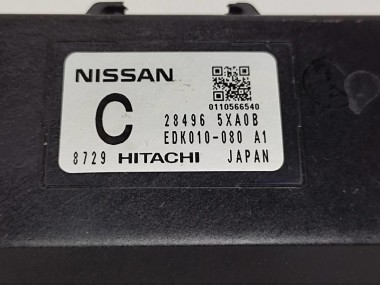 NISSAN
0110566540
C
28496 5XA0B
EDK010-080 A1
8729 HITACHI JAPAN